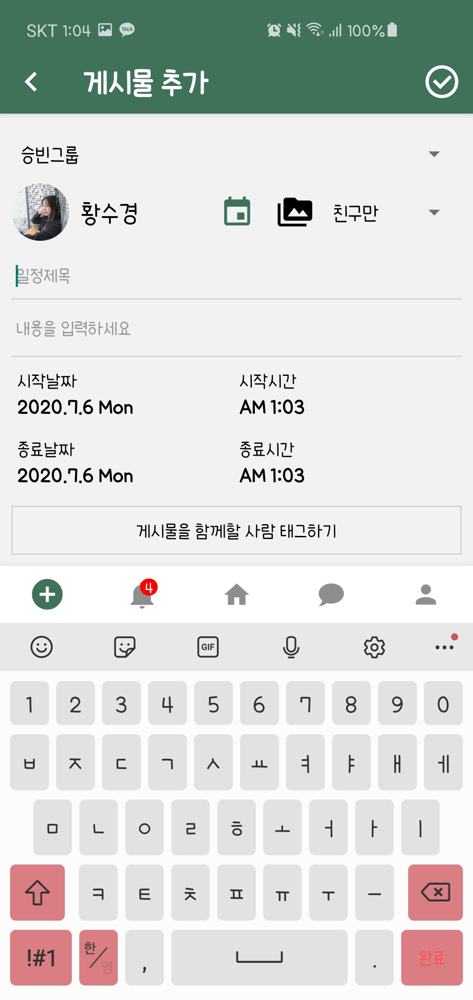 SKT 1:04 TALK 100%
게시물 추가
승빈그룹
황수경 친구만
일정제목
내용을 입력하세요
시작날짜 시작시간
2020.7.6 Mon AM 1:03
종료날짜 종료시간
2020.7.6 Mon AM 1:03
게시물을 함께할 사람 태그하기
4
GIF
1 2 3 4 5 6 7 8 9 0
ㅂ ㅈ ㄷ ㄱ ㅅ ㅛ ㅕ ㅑ ㅐ ㅔ
ㅁ ㄴ ㅇ ㄹ ㅎ ㅗ ㅓ ㅏ ㅣ
ㅋ ㅌ ㅊ ㅍ ㅠ ㅜ ㅡ
!#1 한/영 , . 완료